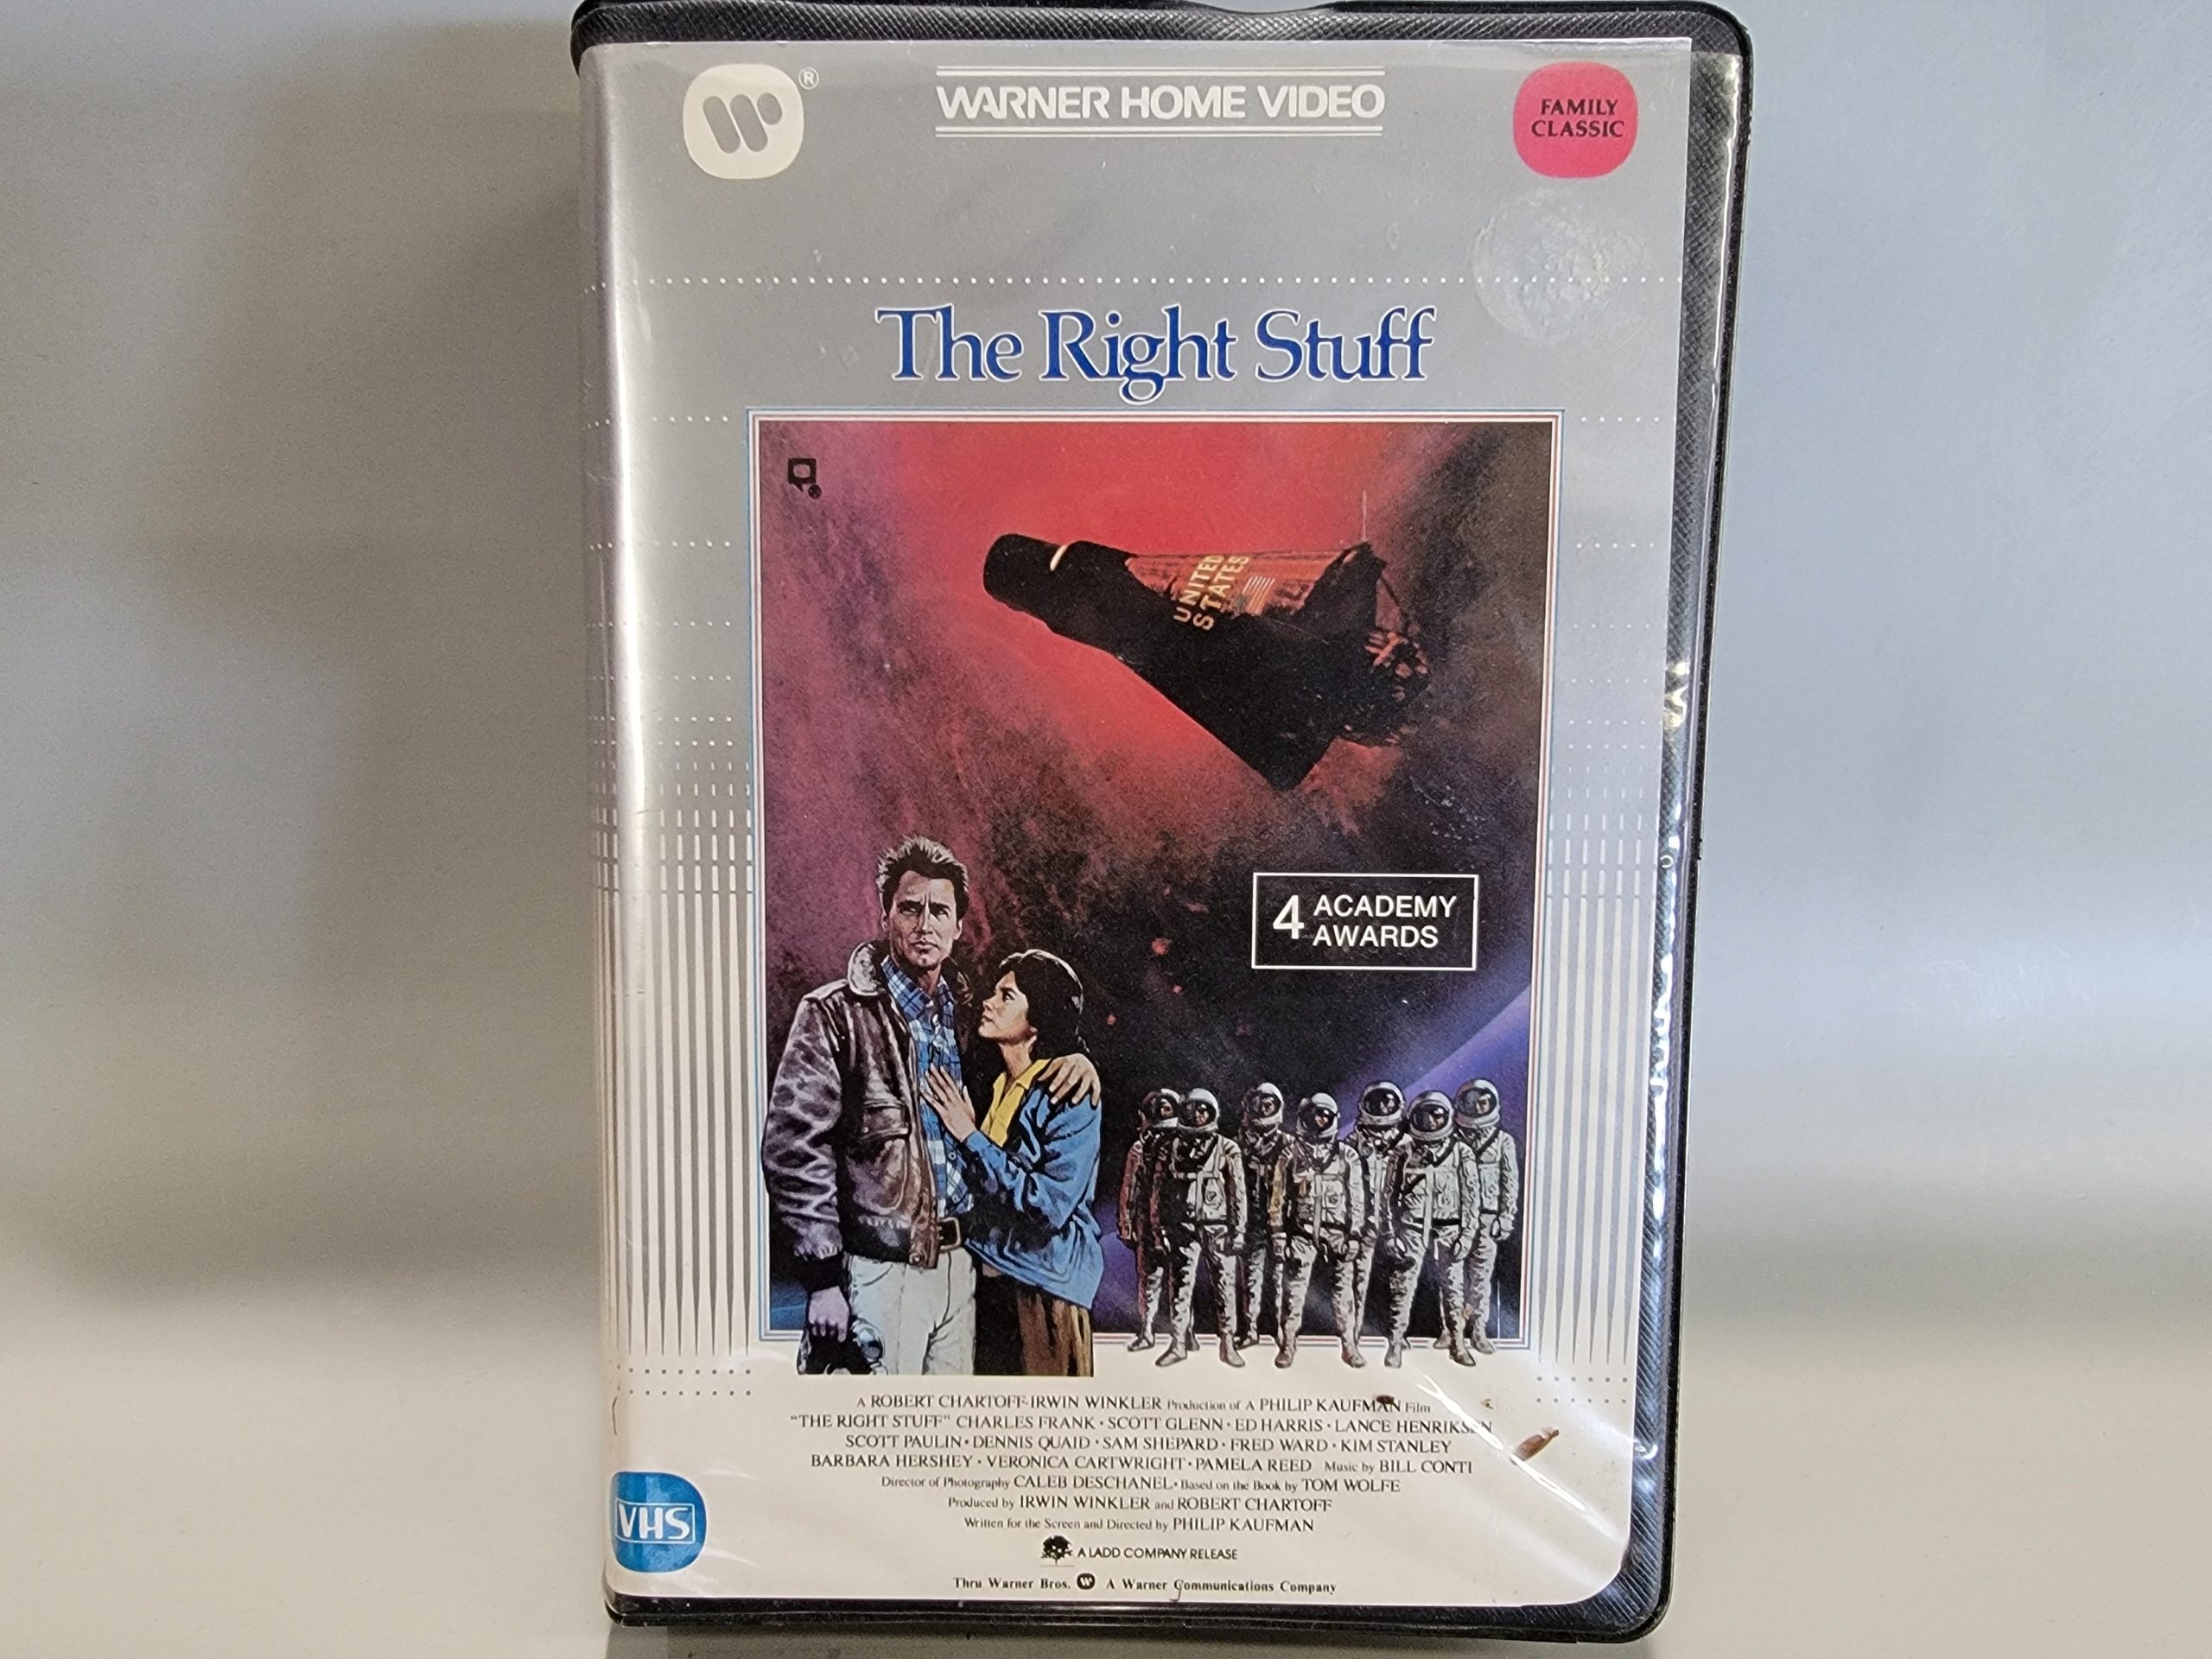 ®
WARNER HOME VIDEO
FAMILY
CLASSIC
The Right Stuff
UNITED
STATES
4 ACADEMY
AWARDS
A ROBERT CHARTOFF-IRWIN WINKLER Production of A PHILIP KAUFMAN Film
"THE RIGHT STUFF" CHARLES FRANK • SCOTT GLENN • ED HARRIS • LANCE HENRIKSEN
SCOTT PAULIN • DENNIS QUAID • SAM SHEPARD • FRED WARD • KIM STANLEY
BARBARA HERSHEY • VERONICA CARTWRIGHT • PAMELA REED Music by BILL CONTI
Director of Photography CALEB DESCHANEL • Based on the Book by TOM WOLFE
Produced by IRWIN WINKLER and ROBERT CHARTOFF
Written for the Screen and Directed by PHILIP KAUFMAN
VHS
A LADD COMPANY RELEASE
Thru Warner Bros. A Warner Communications Company